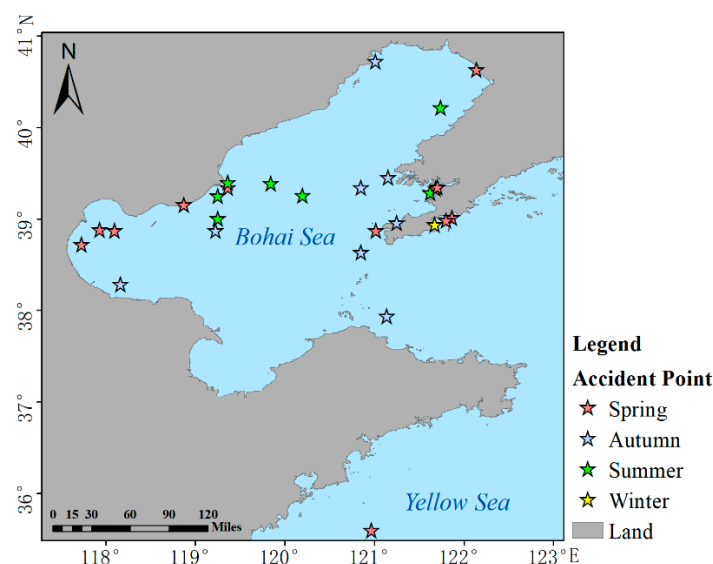 41°
N
40°
39°
Bohai Sea
38°
37°
36°
Yellow Sea
0 15 30 60 90 120
Miles
118° 119° 120° 121° 122° 123°E
Legend
Accident Point
Spring
Autumn
Summer
Winter
Land